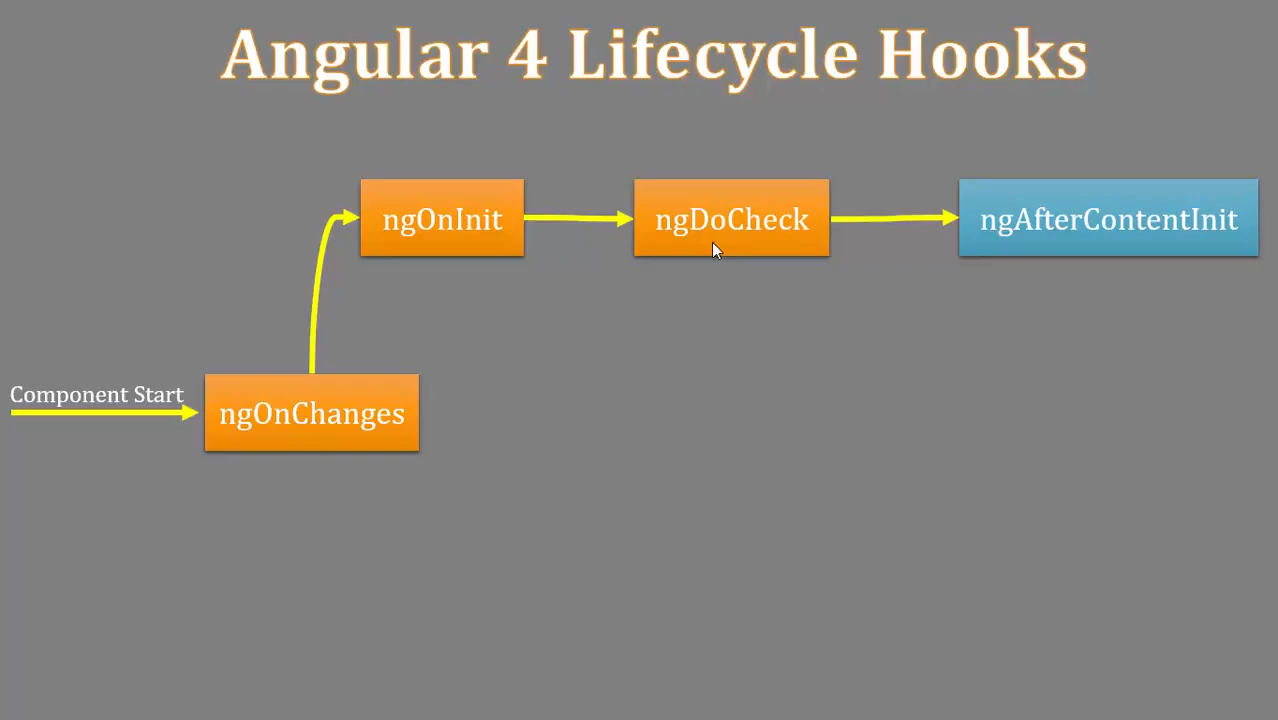 Angular 4 Lifecycle Hooks
ngOnInit
ngDoCheck
ngAfterContentInit
Component Start
ngOnChanges